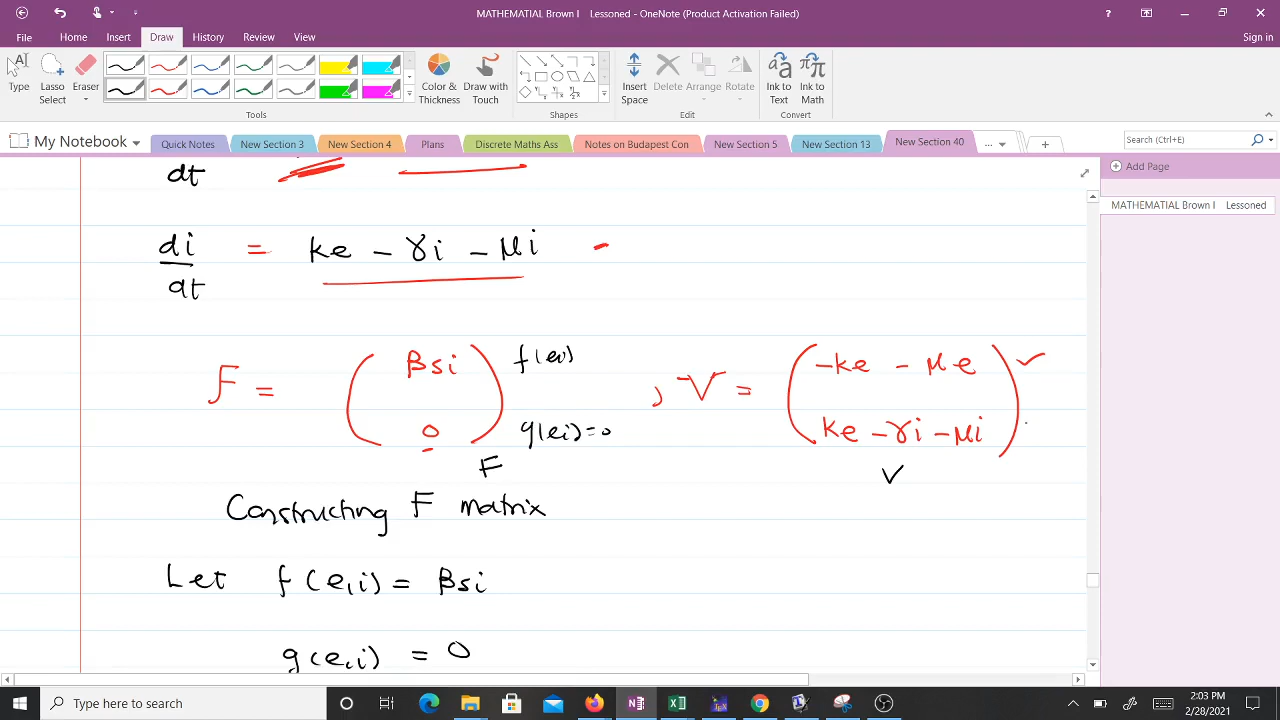 MATHEMATIAL Brown I Lessoned - OneNote (Product Activation Failed)
File Home Insert Draw History Review View Sign in
Type Lasso Select Eraser Color & Thickness Draw with Touch Insert Space Delete Arrange Rotate Ink to Text Ink to Math
Tools Shapes Edit Convert
My Notebook Quick Notes New Section 3 New Section 4 Plans Discrete Maths Ass Notes on Budapest Con New Section 5 New Section 13 New Section 40 ... + Search (Ctrl+E)
Add Page
MATHEMATIAL Brown I Lessoned
dt
di = ke - γi - μi -
dt
F = ( βsi ) f(ei) , -V = ( -ke - μe ) ✓
( 0 ) g(ei)=0 ( ke - γi - μi )
F V
Constructing F matrix
Let f(e,i) = βsi
g(e,i) = 0
Type here to search
2:03 PM
2/28/2021